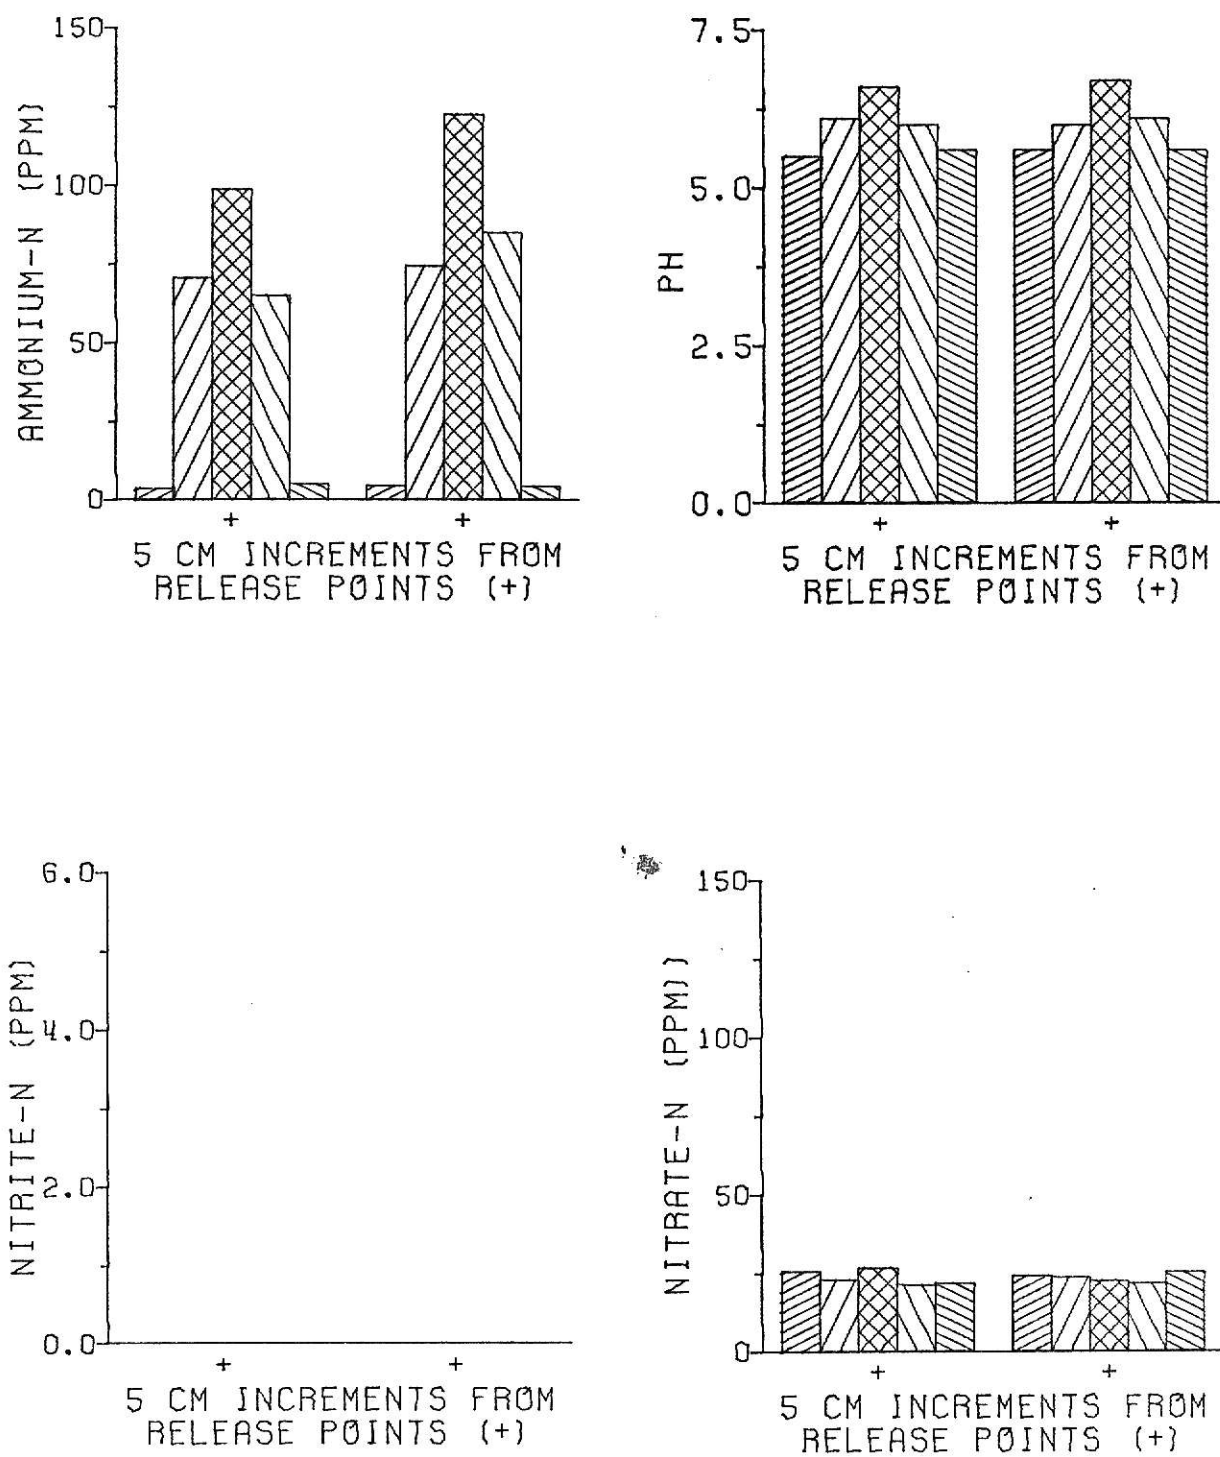 AMMONIUM-N (PPM)
150
100
50
0
+ +
5 CM INCREMENTS FROM
RELEASE POINTS (+)
PH
7.5
5.0
2.5
0.0
+ +
5 CM INCREMENTS FROM
RELEASE POINTS (+)
NITRITE-N (PPM)
6.0
4.0
2.0
0.0
+ +
5 CM INCREMENTS FROM
RELEASE POINTS (+)
NITRATE-N (PPM))
150
100
50
0
+ +
5 CM INCREMENTS FROM
RELEASE POINTS (+)